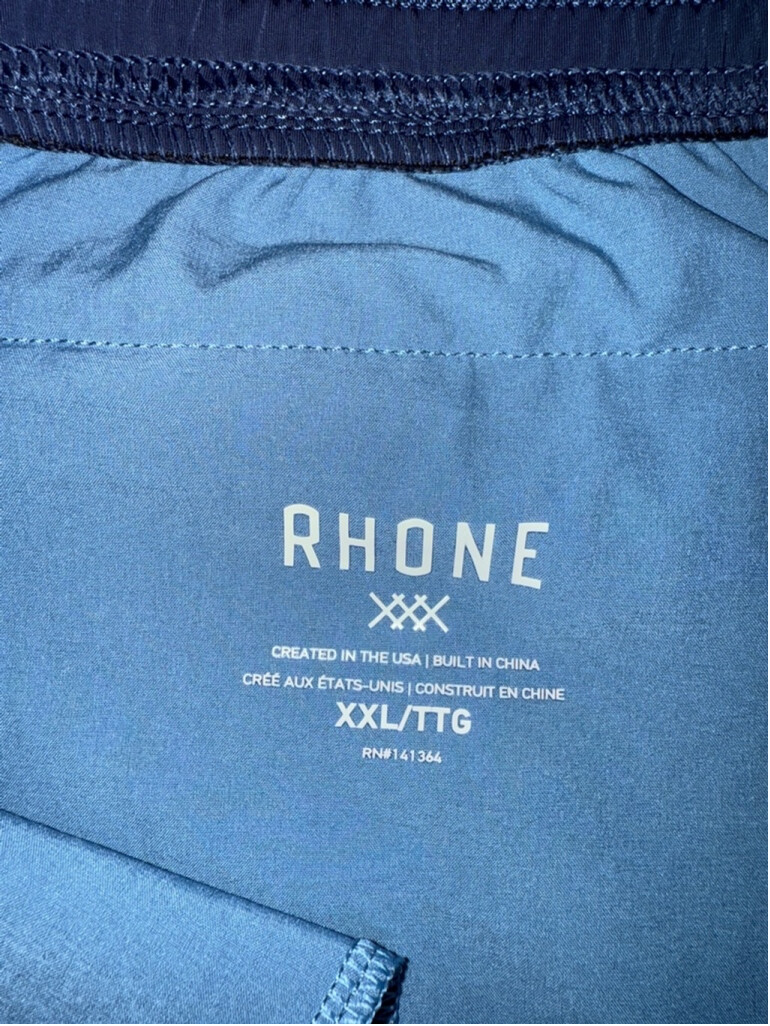 RHONE
CREATED IN THE USA | BUILT IN CHINA
CRÉÉ AUX ÉTATS-UNIS | CONSTRUIT EN CHINE
XXL/TTG
RN#141364